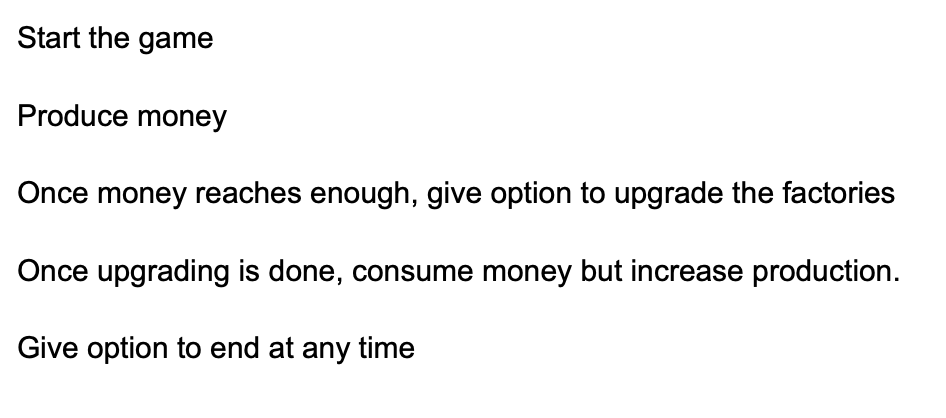 Start the game
Produce money
Once money reaches enough, give option to upgrade the factories
Once upgrading is done, consume money but increase production.
Give option to end at any time